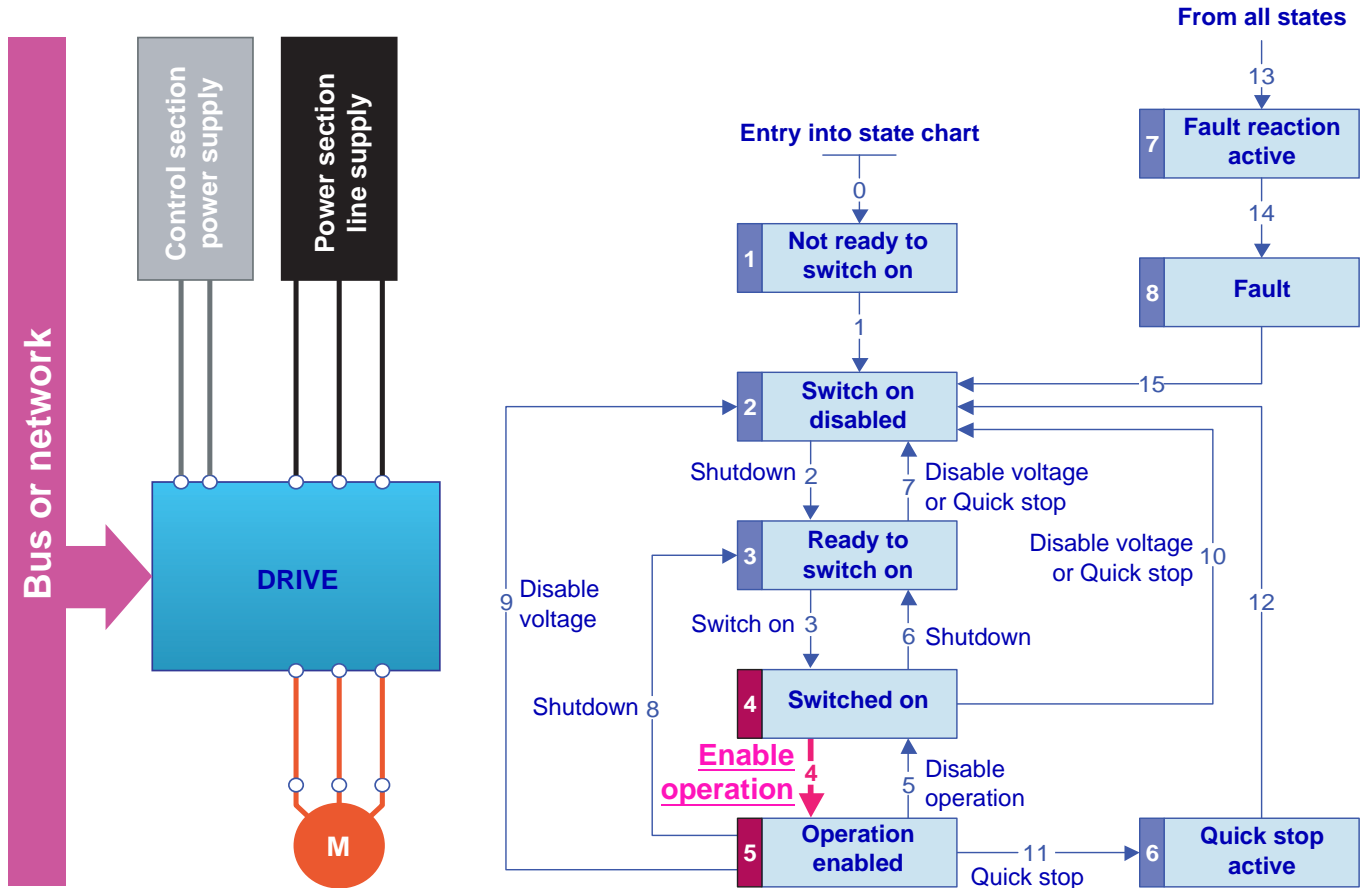 Bus or network
Control section
power supply
Power section
line supply
DRIVE
M
From all states
13
7
Fault reaction
active
14
8
Fault
15
Entry into state chart
0
1
Not ready to
switch on
1
2
Switch on
disabled
Shutdown 2
7
Disable voltage
or Quick stop
3
Ready to
switch on
Disable voltage
or Quick stop
10
12
9
Disable
voltage
Switch on 3
6
Shutdown
Shutdown 8
4
Switched on
Enable
operation
4
5
Disable
operation
5
Operation
enabled
11
Quick stop
6
Quick stop
active